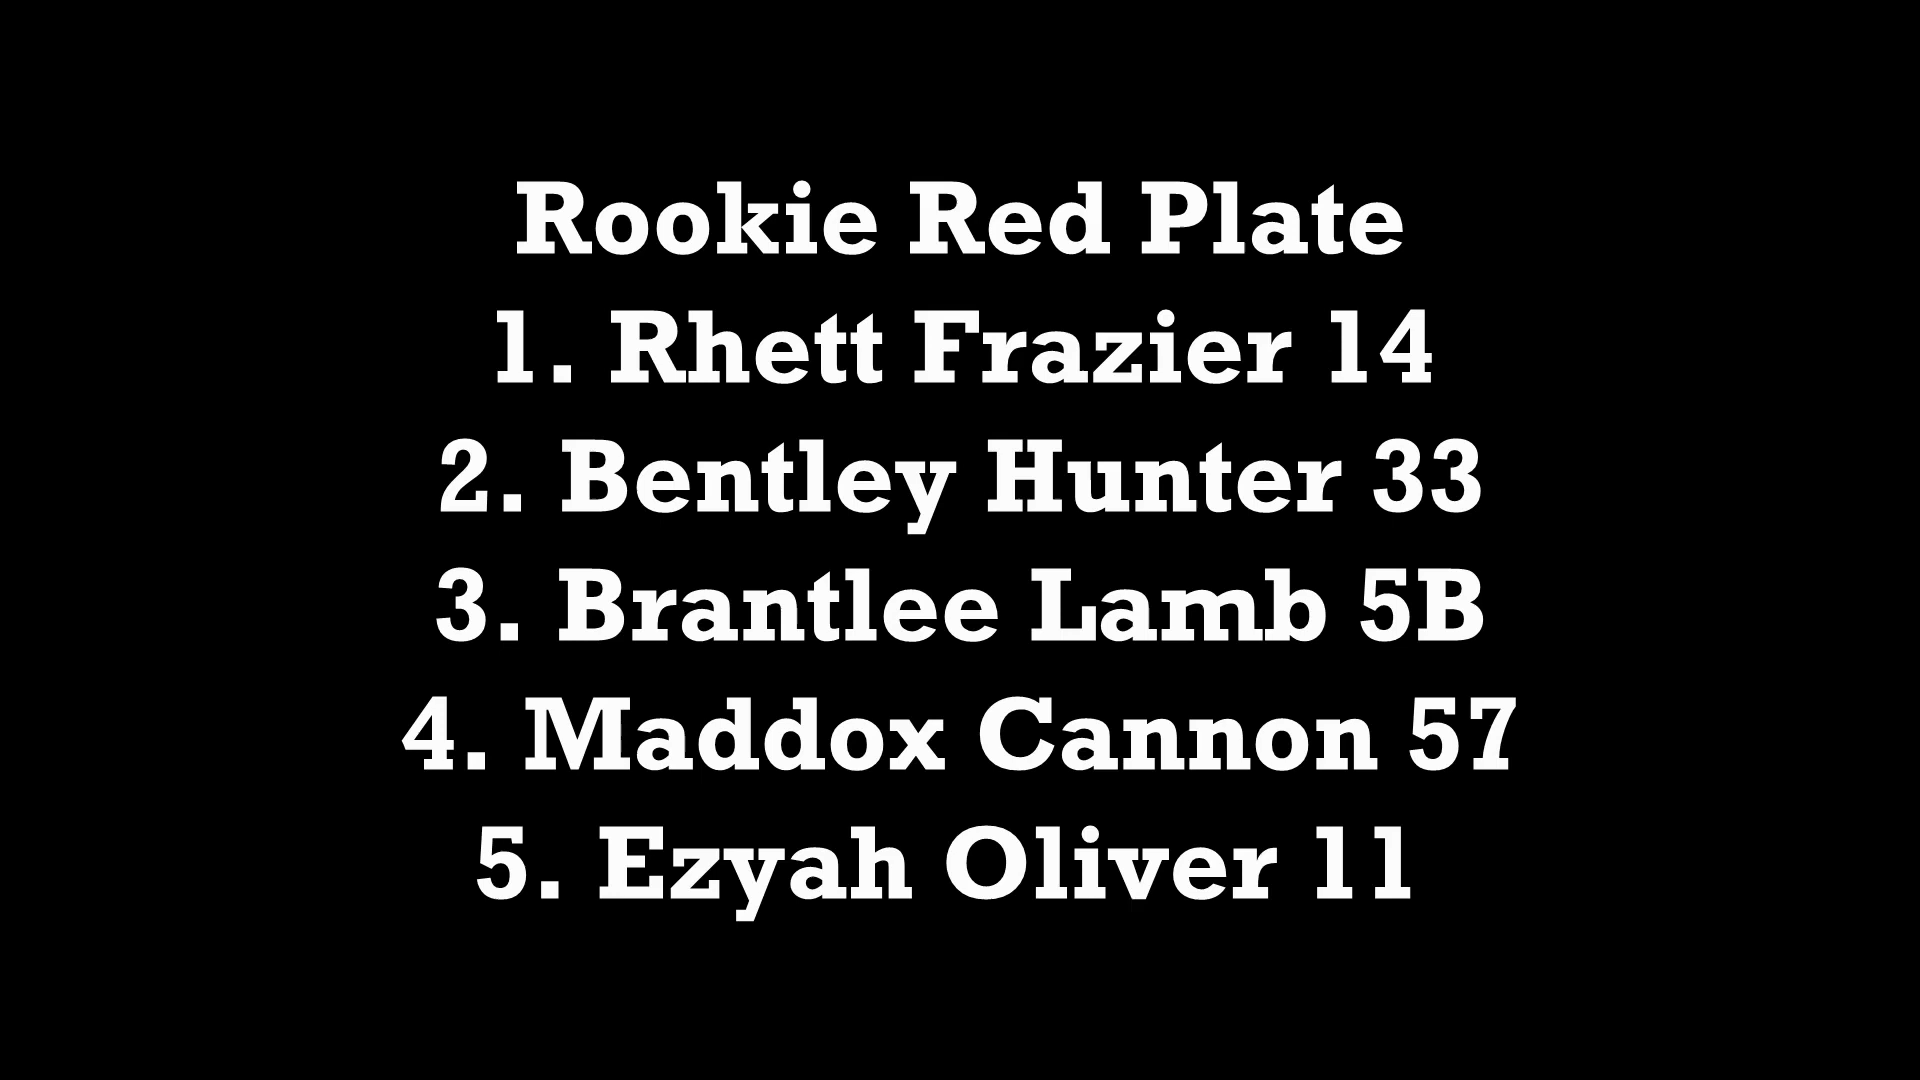 Rookie Red Plate
1. Rhett Frazier 14
2. Bentley Hunter 33
3. Brantlee Lamb 5B
4. Maddox Cannon 57
5. Ezyah Oliver 11